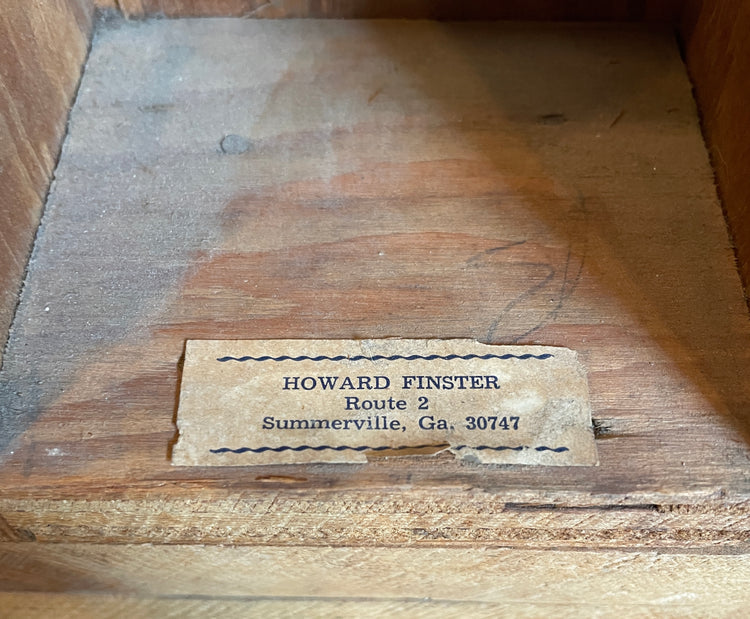 HOWARD FINSTER
Route 2
Summerville, Ga. 30747